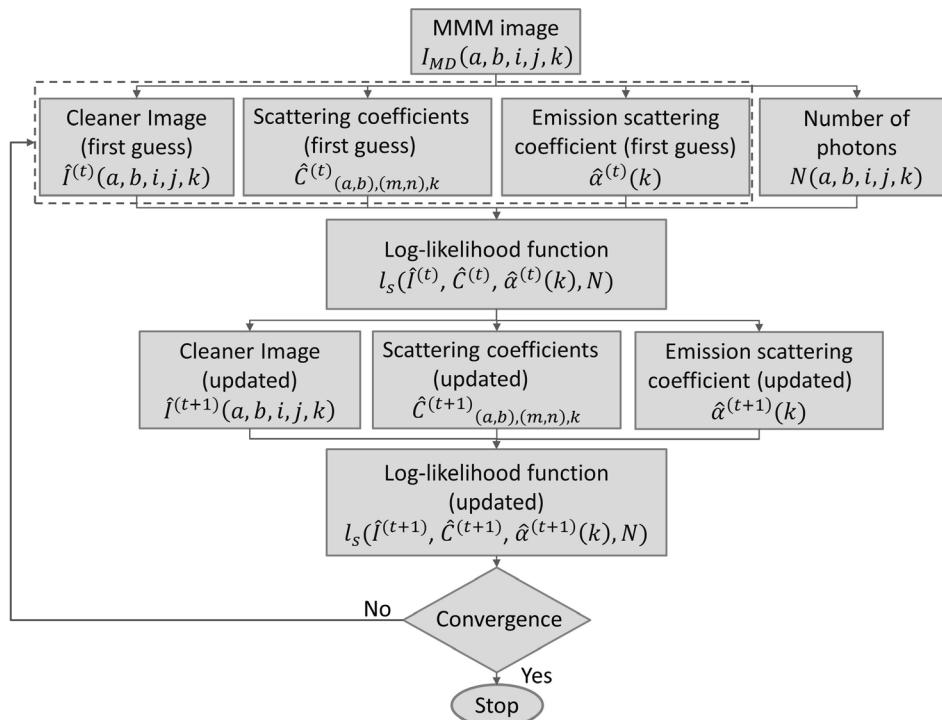 MMM image
I_{MD}(a, b, i, j, k)
Cleaner Image
(first guess)
Î^{(t)}(a, b, i, j, k)
Scattering coefficients
(first guess)
Ĉ^{(t)}_{(a,b),(m,n),k}
Emission scattering
coefficient (first guess)
α̂^{(t)}(k)
Number of
photons
N(a, b, i, j, k)
Log-likelihood function
l_s(Î^{(t)}, Ĉ^{(t)}, α̂^{(t)}(k), N)
Cleaner Image
(updated)
Î^{(t+1)}(a, b, i, j, k)
Scattering coefficients
(updated)
Ĉ^{(t+1)}_{(a,b),(m,n),k}
Emission scattering
coefficient (updated)
α̂^{(t+1)}(k)
Log-likelihood function
(updated)
l_s(Î^{(t+1)}, Ĉ^{(t+1)}, α̂^{(t+1)}(k), N)
No
Convergence
Yes
Stop